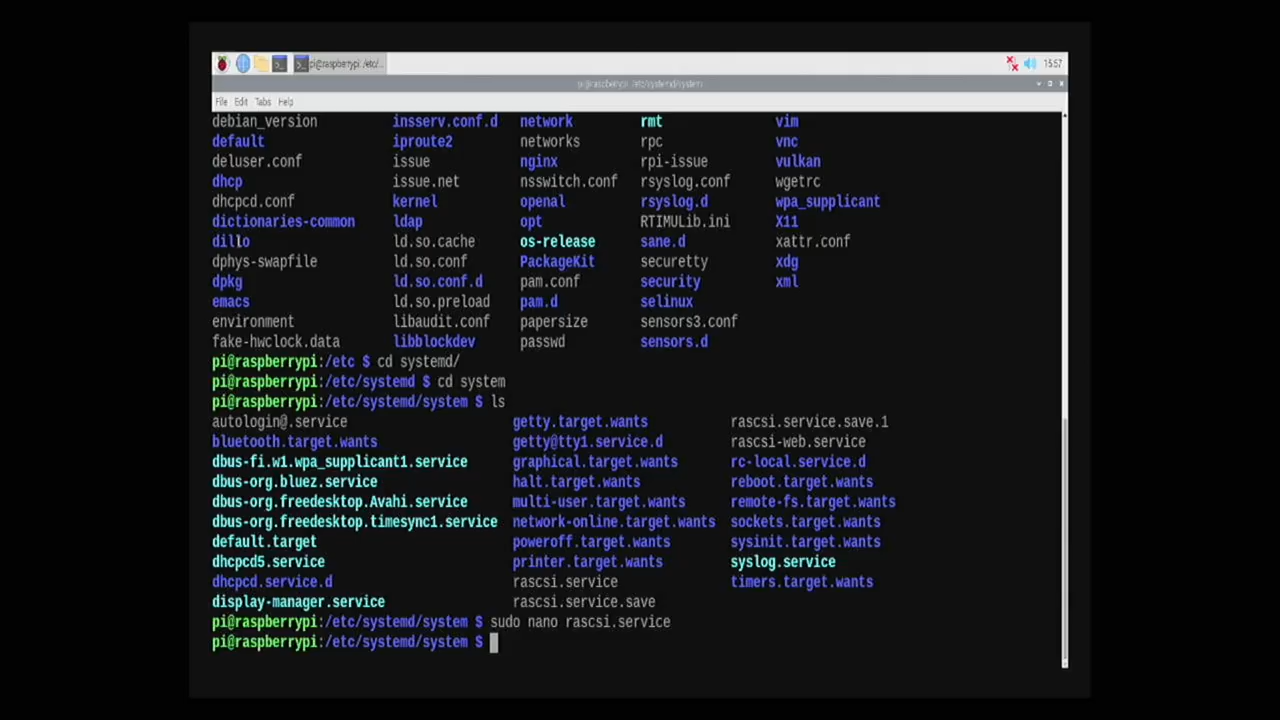 pi@raspberrypi: /etc/...
15:57
pi@raspberrypi: /etc/systemd/system
File Edit Tabs Help
debian_version insserv.conf.d network rmt vim
default iproute2 networks rpc vnc
deluser.conf issue nginx rpi-issue vulkan
dhcp issue.net nsswitch.conf rsyslog.conf wgetrc
dhcpcd.conf kernel openal rsyslog.d wpa_supplicant
dictionaries-common ldap opt RTIMULib.ini X11
dillo ld.so.cache os-release sane.d xattr.conf
dphys-swapfile ld.so.conf PackageKit securetty xdg
dpkg ld.so.conf.d pam.conf security xml
emacs ld.so.preload pam.d selinux
environment libaudit.conf papersize sensors3.conf
fake-hwclock.data libblockdev passwd sensors.d
pi@raspberrypi:/etc $ cd systemd/
pi@raspberrypi:/etc/systemd $ cd system
pi@raspberrypi:/etc/systemd/system $ ls
autologin@.service getty.target.wants rascsi.service.save.1
bluetooth.target.wants getty@tty1.service.d rascsi-web.service
dbus-fi.w1.wpa_supplicant1.service graphical.target.wants rc-local.service.d
dbus-org.bluez.service halt.target.wants reboot.target.wants
dbus-org.freedesktop.Avahi.service multi-user.target.wants remote-fs.target.wants
dbus-org.freedesktop.timesync1.service network-online.target.wants sockets.target.wants
default.target poweroff.target.wants sysinit.target.wants
dhcpcd5.service printer.target.wants syslog.service
dhcpcd.service.d rascsi.service timers.target.wants
display-manager.service rascsi.service.save
pi@raspberrypi:/etc/systemd/system $ sudo nano rascsi.service
pi@raspberrypi:/etc/systemd/system $